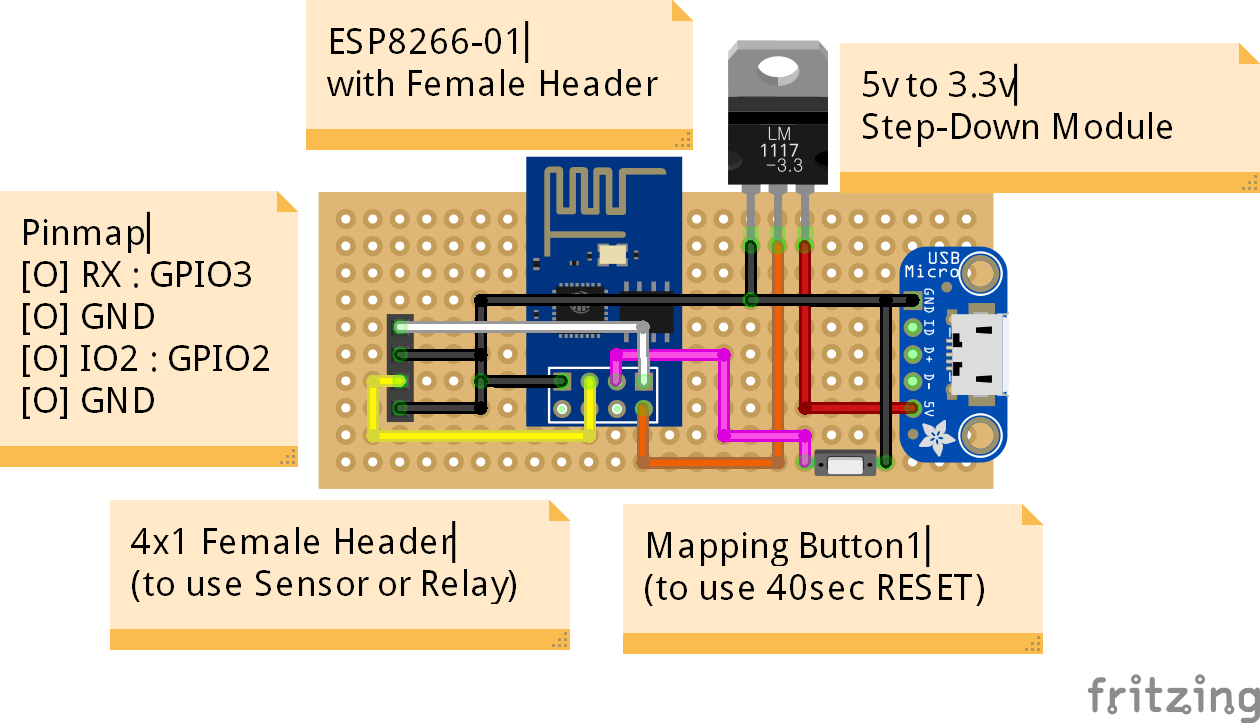 ESP8266-01
with Female Header
5v to 3.3v
Step-Down Module
LM
1117
-3.3
Pinmap
[O] RX : GPIO3
[O] GND
[O] IO2 : GPIO2
[O] GND
USB
Micro
GND
ID
D+
D-
5V
4x1 Female Header
(to use Sensor or Relay)
Mapping Button1
(to use 40sec RESET)
fritzing